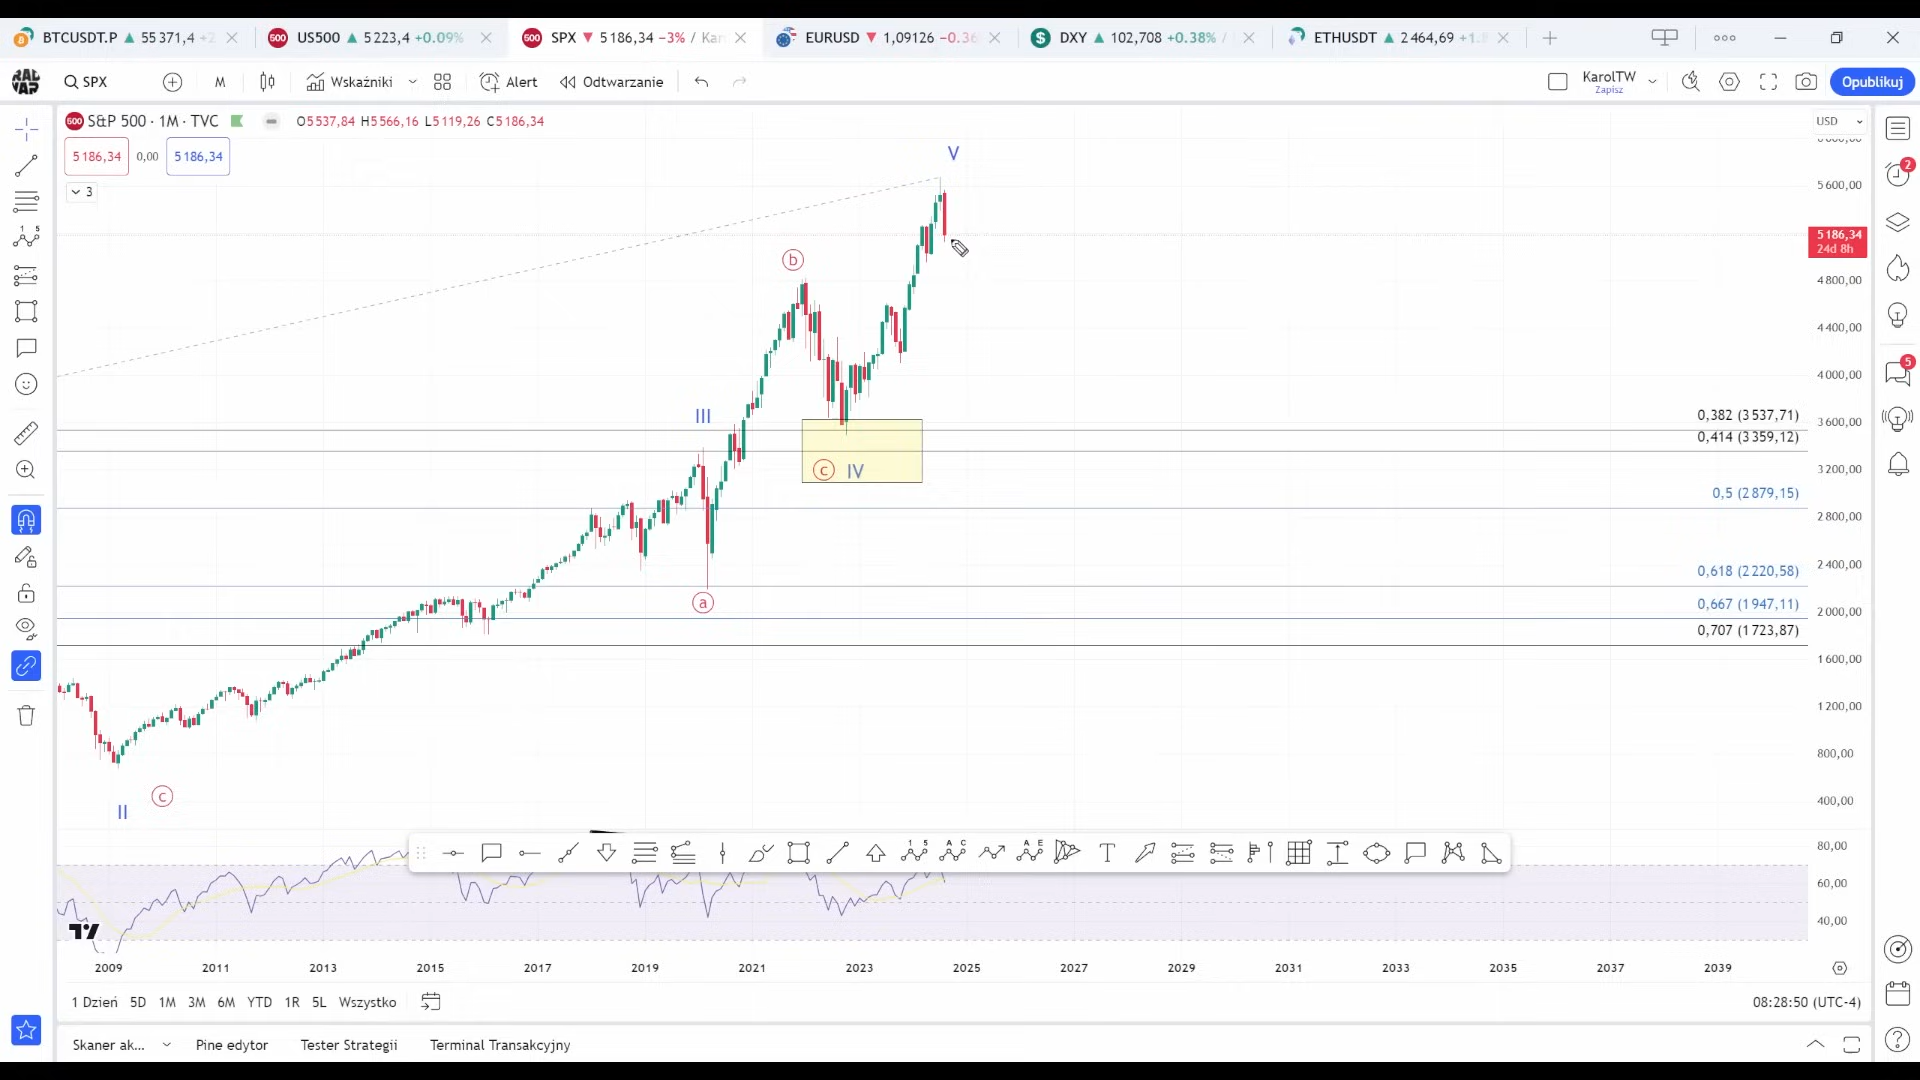 BTCUSDT.P ▲ 55 371,4
500 US500 ▲ 5 223,4 +0.09%
500 SPX ▼ 5 186,34 −3% /
EURUSD ▼ 1,09126
$ DXY ▲ 102,708 +0.38% /
ETHUSDT ▲ 2 464,69
RAD VAP
SPX
M
Wskaźniki
Alert
Odtwarzanie
KarolTW
Zapisz
Opublikuj
500 S&P 500 · 1M · TVC
O5 537,84 H5 566,16 L5 119,26 C5 186,34
5 186,34 0,00 5 186,34
3
USD
2
5
V
b
III
a
c IV
II
c
5 600,00
5 186,34
24d 8h
4 800,00
4 400,00
4 000,00
3 600,00
3 200,00
2 800,00
2 400,00
2 000,00
1 600,00
1 200,00
800,00
400,00
80,00
60,00
40,00
0,382 (3 537,71)
0,414 (3 359,12)
0,5 (2 879,15)
0,618 (2 220,58)
0,667 (1 947,11)
0,707 (1 723,87)
2009 2011 2013 2015 2017 2019 2021 2023 2025 2027 2029 2031 2033 2035 2037 2039
1 Dzień 5D 1M 3M 6M YTD 1R 5L Wszystko
08:28:50 (UTC-4)
Skaner ak... Pine edytor Tester Strategii Terminal Transakcyjny